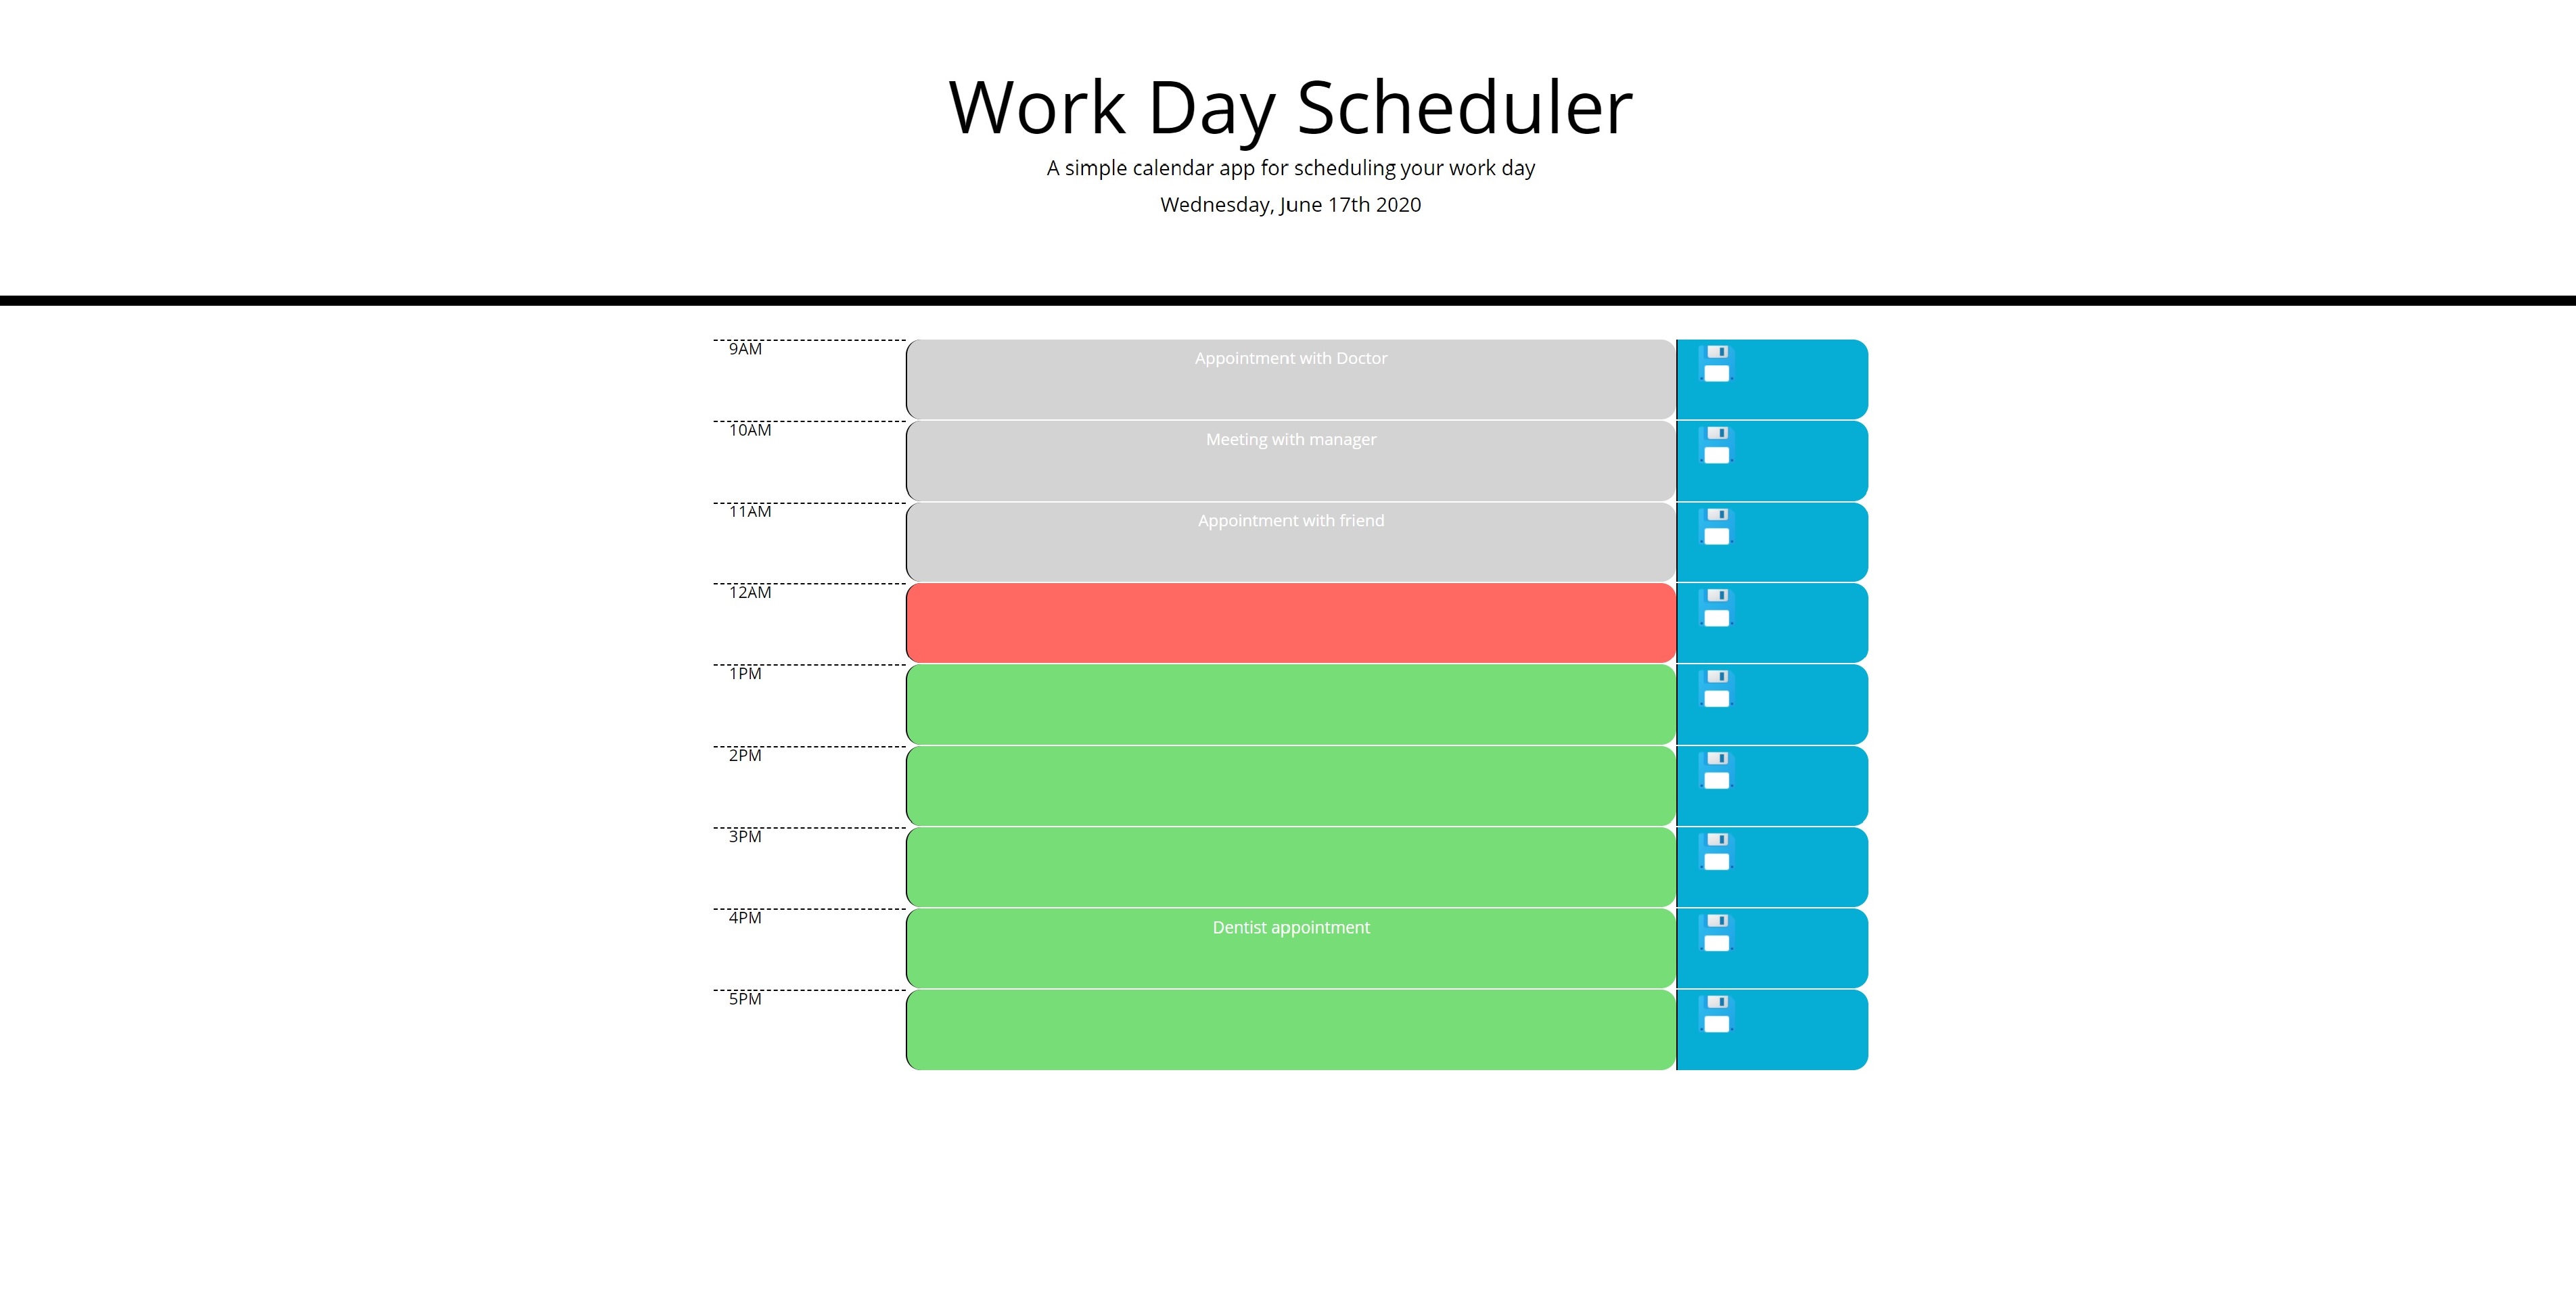 Work Day Scheduler
A simple calendar app for scheduling your work day
Wednesday, June 17th 2020
9AM
Appointment with Doctor
10AM
Meeting with manager
11AM
Appointment with friend
12AM
1PM
2PM
3PM
4PM
Dentist appointment
5PM